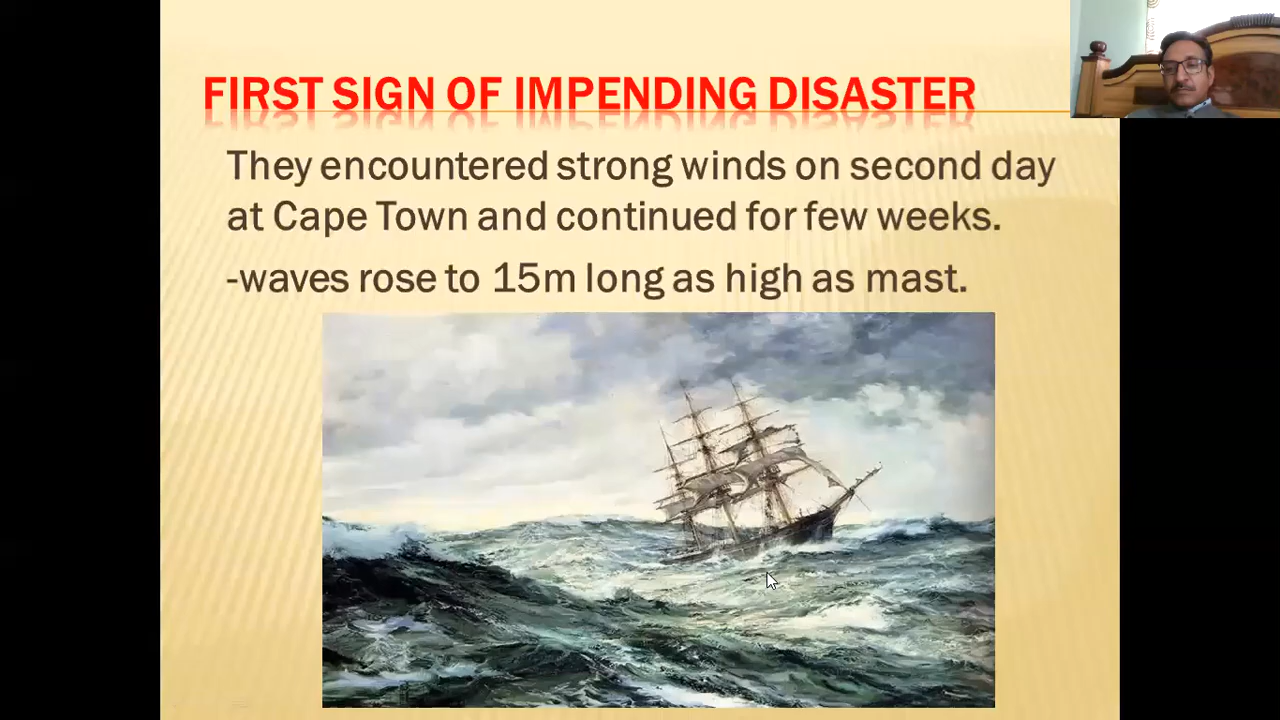 FIRST SIGN OF IMPENDING DISASTER
They encountered strong winds on second day
at Cape Town and continued for few weeks.
-waves rose to 15m long as high as mast.